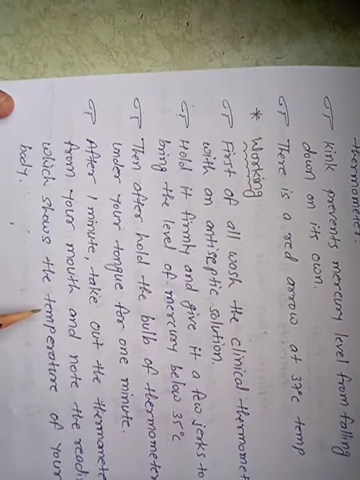 thermometer.
Kink prevents mercury level from falling
down on its own.
There is a red arrow at 37°C temp
* Working
First of all wash the clinical thermomet
with an antiseptic solution.
Hold it firmly and give it a few jerks to
bring the level of mercury below 35°C
Then after hold the bulb of thermometer
under your tongue for one minute.
After 1 minute, take out the thermomete
from your mouth and note the readi
which shows the temperature of your
body.